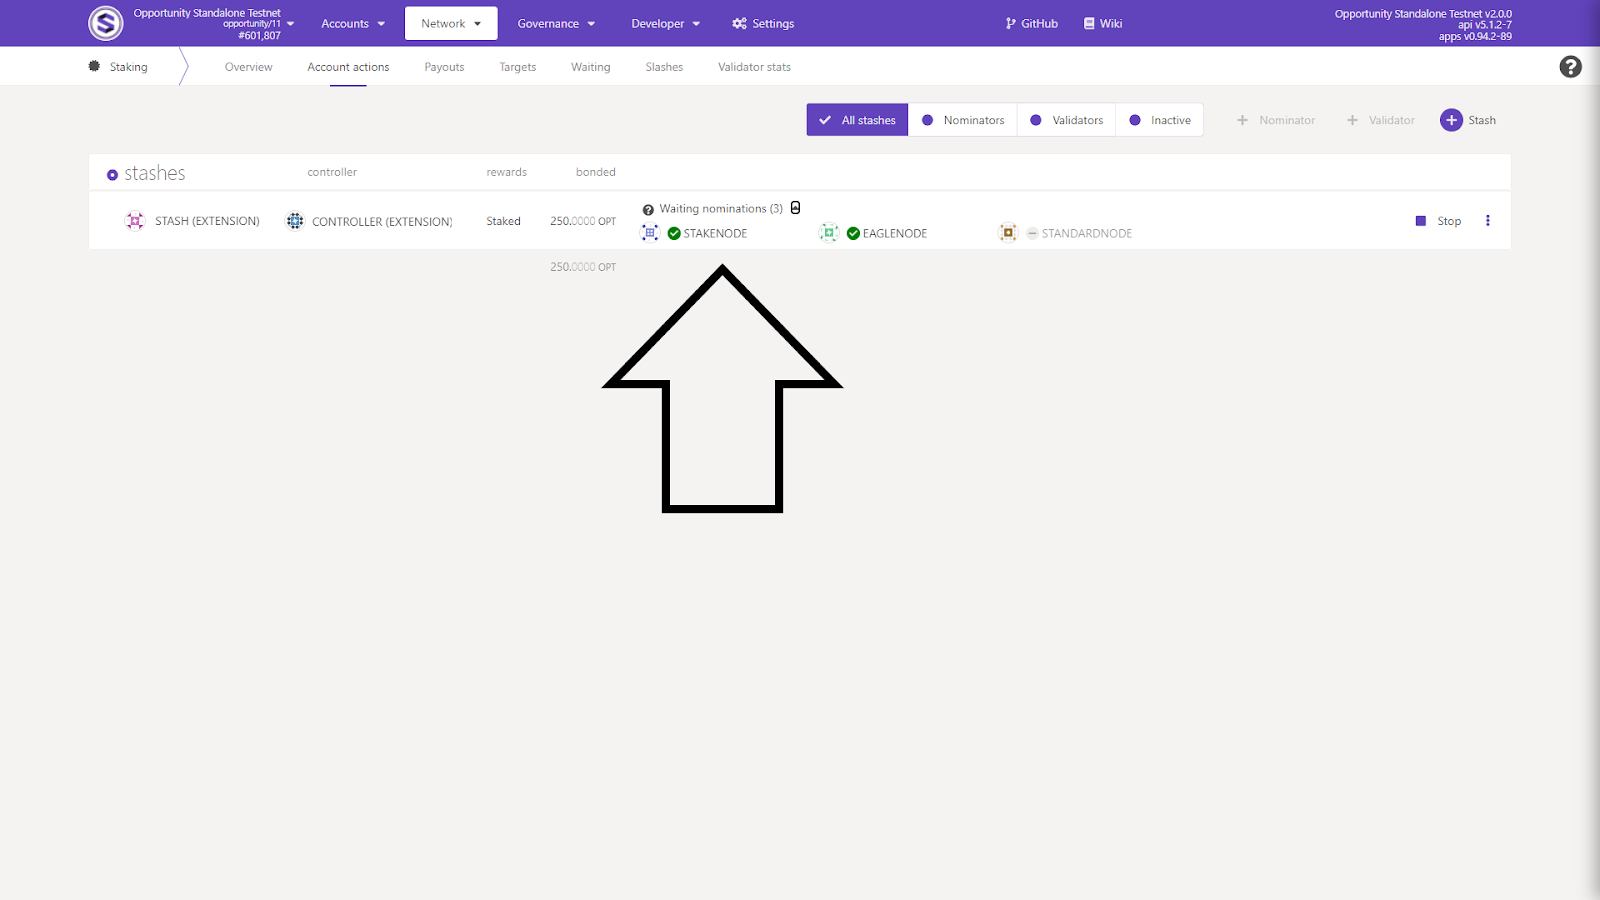 Opportunity Standalone Testnet
opportunity/11
#601,807
Accounts
Network
Governance
Developer
Settings
GitHub
Wiki
Opportunity Standalone Testnet v2.0.0
api v5.1.2-7
apps v0.94.2-89
Staking
Overview
Account actions
Payouts
Targets
Waiting
Slashes
Validator stats
All stashes
Nominators
Validators
Inactive
Nominator
Validator
Stash
stashes controller rewards bonded
STASH (EXTENSION) CONTROLLER (EXTENSION) Staked 250.0000 OPT
Waiting nominations (3)
STAKENODE EAGLENODE STANDARDNODE
Stop
250.0000 OPT